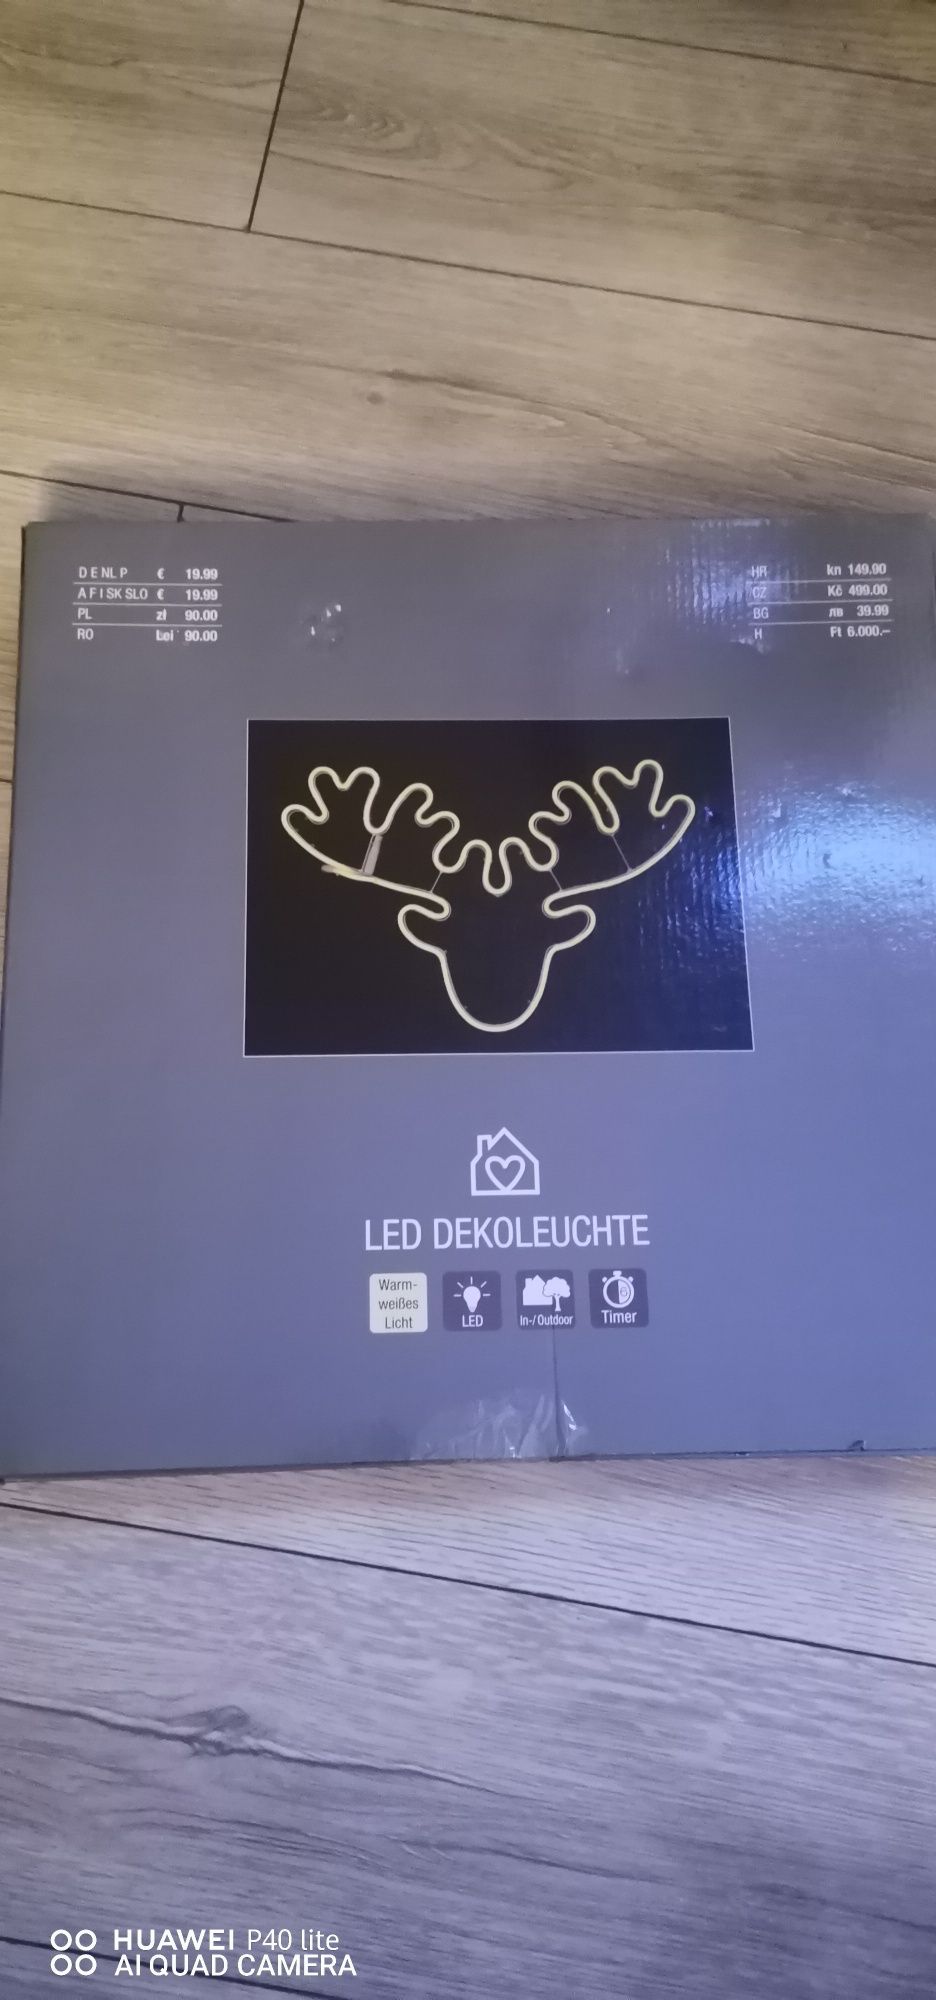 D E NL P € 19.99
A F I SK SLO € 19.99
PL zł 90.00
RO Lei 90.00
HR kn 149.90
CZ Kč 499.00
BG лв 39.99
H Ft 6.000.–
LED DEKOLEUCHTE
Warm-
weißes
Licht
LED
In-/Outdoor
Timer
HUAWEI P40 lite
AI QUAD CAMERA